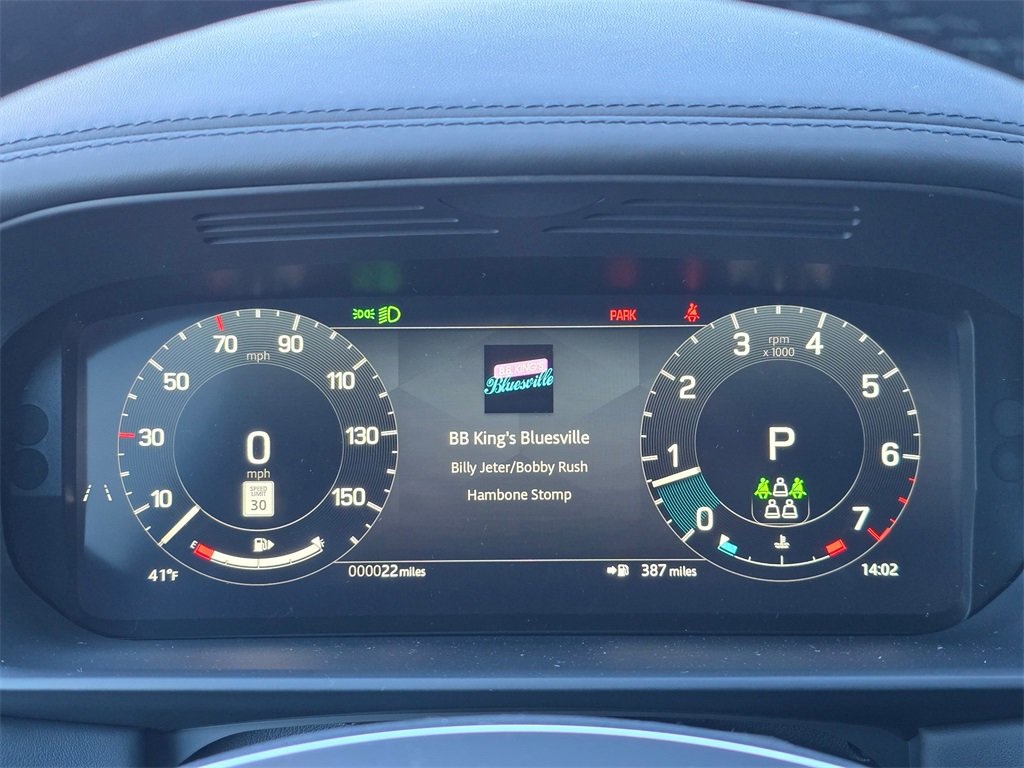 PARK
70
90
mph
50
110
30
130
0
mph
10
150
SPEED
LIMIT
30
E
F
41°F
B.B. KING'S
Bluesville
BB King's Bluesville
Billy Jeter/Bobby Rush
Hambone Stomp
000022 miles
387 miles
3
4
rpm
x 1000
2
5
1
6
P
0
7
14:02